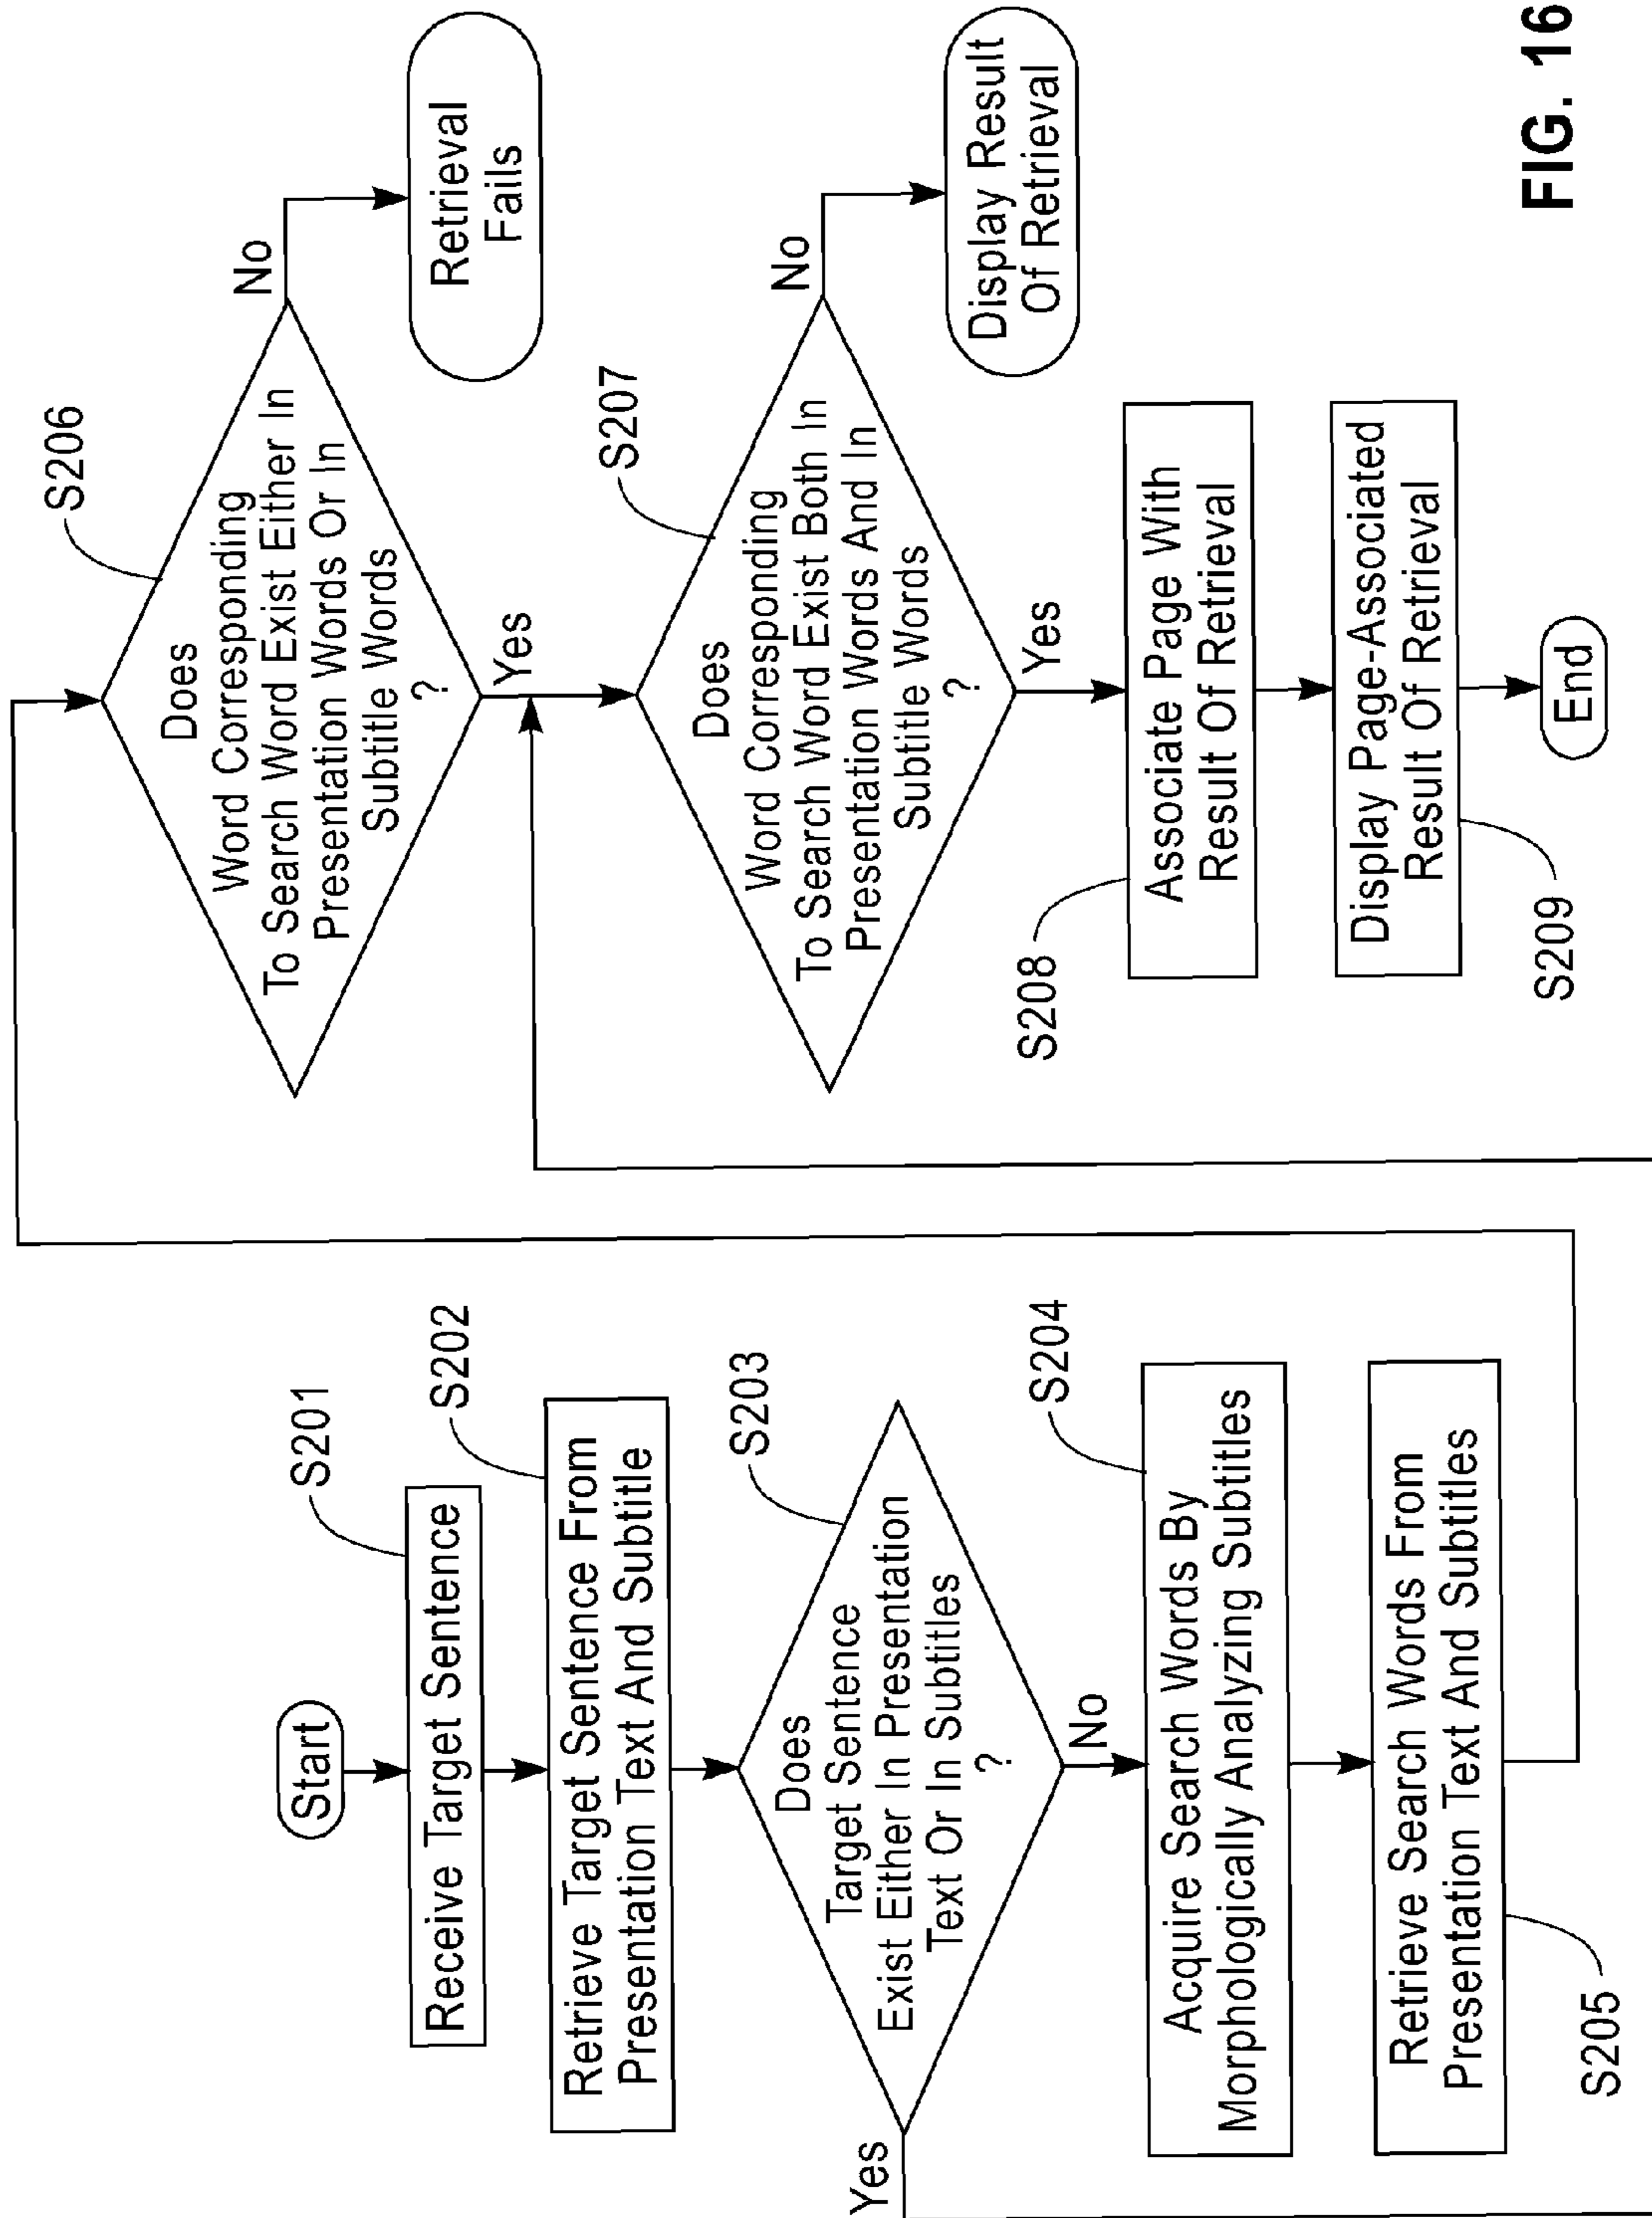 Start
S201
Receive Target Sentence
S202
Retrieve Target Sentence From
Presentation Text And Subtitle
S203
Does
Target Sentence
Exist Either In Presentation
Text Or In Subtitles
?
Yes
No
S204
Acquire Search Words By
Morphologically Analyzing Subtitles
Retrieve Search Words From
Presentation Text And Subtitles
S205
S206
Does
Word Corresponding
To Search Word Exist Either In
Presentation Words Or In
Subtitle Words
?
No
Retrieval
Fails
Yes
S207
Does
Word Corresponding
To Search Word Exist Both In
Presentation Words And In
Subtitle Words
?
No
Display Result
Of Retrieval
Yes
S208
Associate Page With
Result Of Retrieval
Display Page-Associated
Result Of Retrieval
S209
End
FIG. 16